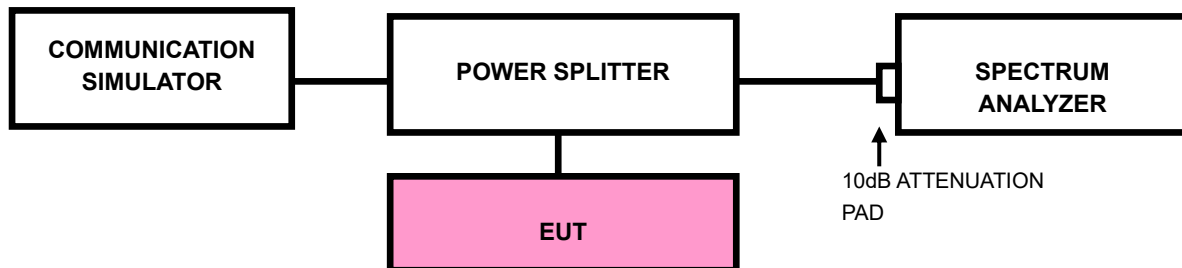 COMMUNICATION
SIMULATOR
POWER SPLITTER
SPECTRUM
ANALYZER
10dB ATTENUATION
PAD
EUT